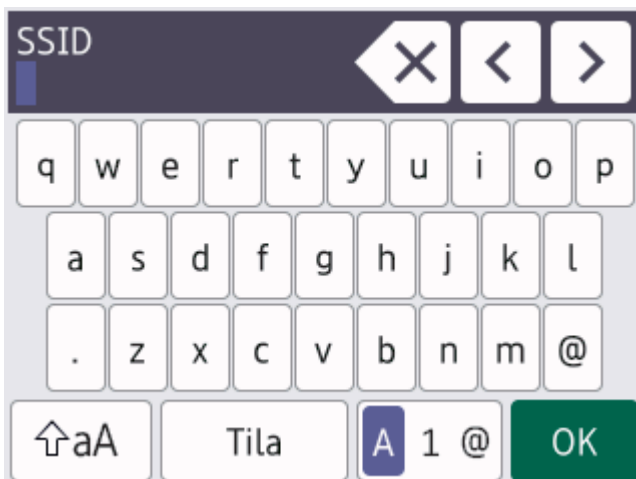 SSID
q w e r t y u i o p
a s d f g h j k l
. z x c v b n m @
aA Tila A 1 @ OK